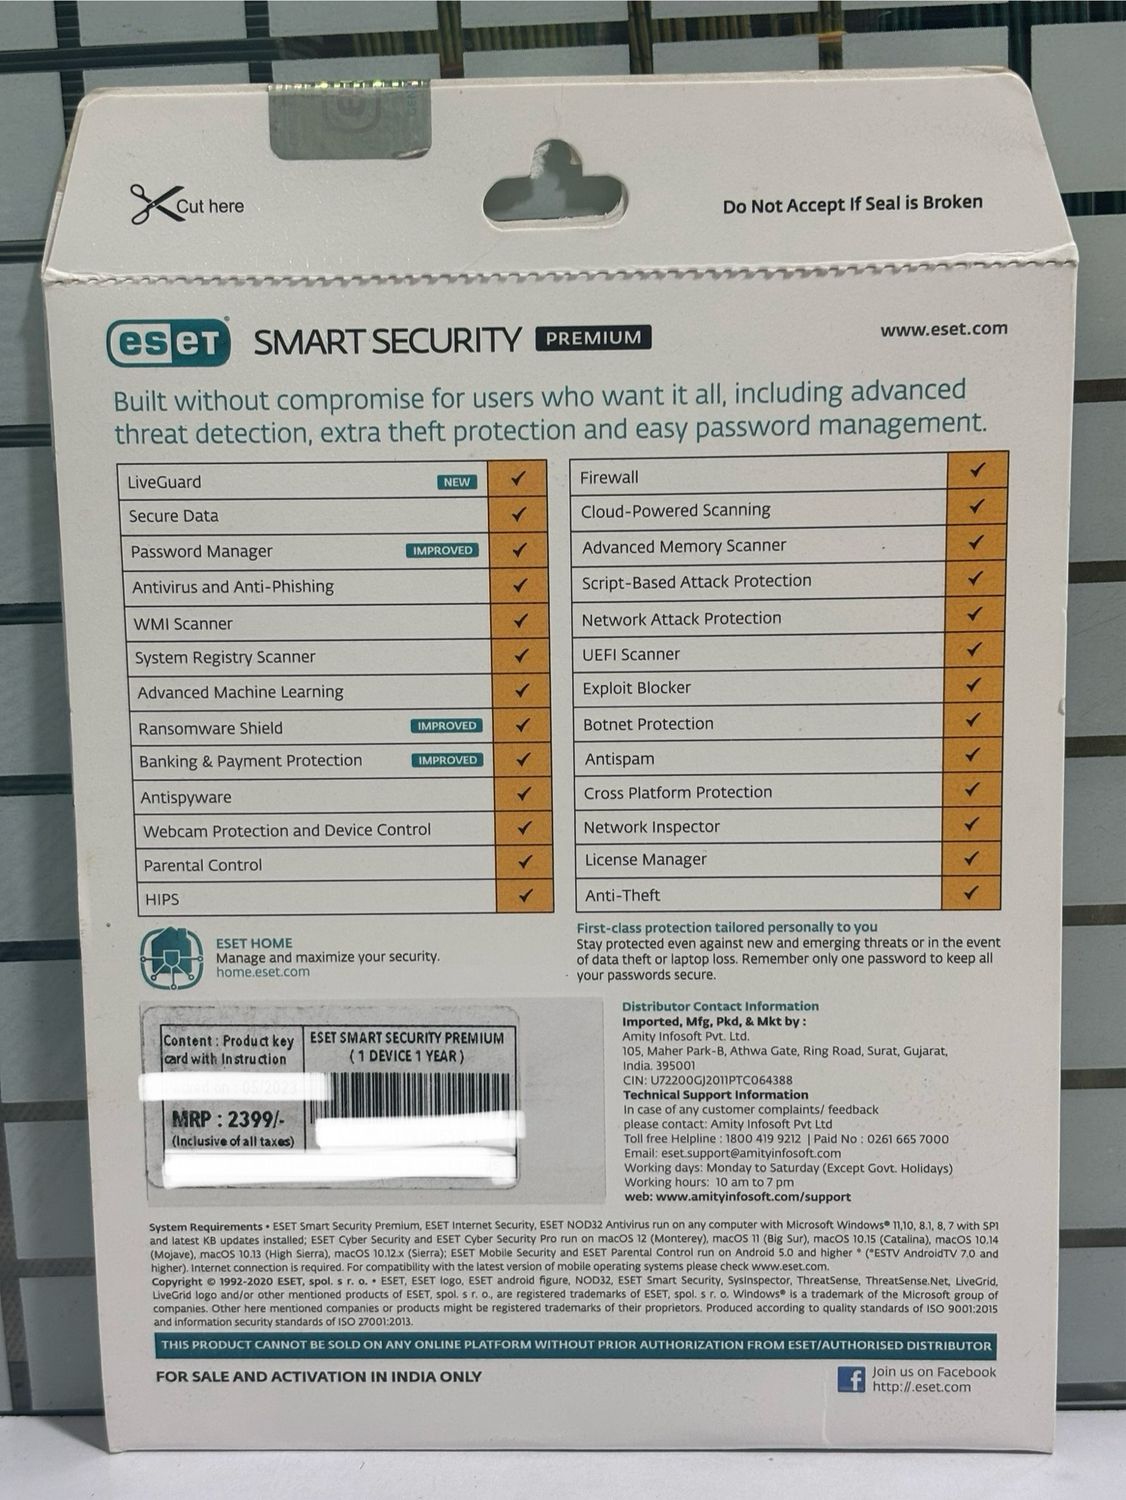 Cut here
Do Not Accept If Seal is Broken
eset® SMART SECURITY PREMIUM
www.eset.com
Built without compromise for users who want it all, including advanced
threat detection, extra theft protection and easy password management.
LiveGuard NEW ✓
Secure Data ✓
Password Manager IMPROVED ✓
Antivirus and Anti-Phishing ✓
WMI Scanner ✓
System Registry Scanner ✓
Advanced Machine Learning ✓
Ransomware Shield IMPROVED ✓
Banking & Payment Protection IMPROVED ✓
Antispyware ✓
Webcam Protection and Device Control ✓
Parental Control ✓
HIPS ✓
Firewall ✓
Cloud-Powered Scanning ✓
Advanced Memory Scanner ✓
Script-Based Attack Protection ✓
Network Attack Protection ✓
UEFI Scanner ✓
Exploit Blocker ✓
Botnet Protection ✓
Antispam ✓
Cross Platform Protection ✓
Network Inspector ✓
License Manager ✓
Anti-Theft ✓
ESET HOME
Manage and maximize your security.
home.eset.com
First-class protection tailored personally to you
Stay protected even against new and emerging threats or in the event
of data theft or laptop loss. Remember only one password to keep all
your passwords secure.
Content : Product key
card with Instruction
MRP : 2399/-
(Inclusive of all taxes)
ESET SMART SECURITY PREMIUM
( 1 DEVICE 1 YEAR )
Distributor Contact Information
Imported, Mfg, Pkd, & Mkt by :
Amity Infosoft Pvt. Ltd.
105, Maher Park-B, Athwa Gate, Ring Road, Surat, Gujarat,
India. 395001
CIN: U72200GJ2011PTC064388
Technical Support Information
In case of any customer complaints/ feedback
please contact: Amity Infosoft Pvt Ltd
Toll free Helpline : 1800 419 9212 | Paid No : 0261 665 7000
Email: eset.support@amityinfosoft.com
Working days: Monday to Saturday (Except Govt. Holidays)
Working hours: 10 am to 7 pm
web: www.amityinfosoft.com/support
System Requirements • ESET Smart Security Premium, ESET Internet Security, ESET NOD32 Antivirus run on any computer with Microsoft Windows® 11,10, 8.1, 8, 7 with SP1
and latest KB updates installed; ESET Cyber Security and ESET Cyber Security Pro run on macOS 12 (Monterey), macOS 11 (Big Sur), macOS 10.15 (Catalina), macOS 10.14
(Mojave), macOS 10.13 (High Sierra), macOS 10.12.x (Sierra); ESET Mobile Security and ESET Parental Control run on Android 5.0 and higher * (*ESTV AndroidTV 7.0 and
higher). Internet connection is required. For compatibility with the latest version of mobile operating systems please check www.eset.com.
Copyright © 1992-2020 ESET, spol. s r. o. • ESET, ESET logo, ESET android figure, NOD32, ESET Smart Security, SysInspector, ThreatSense, ThreatSense.Net, LiveGrid,
LiveGrid logo and/or other mentioned products of ESET, spol. s r. o., are registered trademarks of ESET, spol. s r. o. Windows® is a trademark of the Microsoft group of
companies. Other here mentioned companies or products might be registered trademarks of their proprietors. Produced according to quality standards of ISO 9001:2015
and information security standards of ISO 27001:2013.
THIS PRODUCT CANNOT BE SOLD ON ANY ONLINE PLATFORM WITHOUT PRIOR AUTHORIZATION FROM ESET/AUTHORISED DISTRIBUTOR
FOR SALE AND ACTIVATION IN INDIA ONLY
f Join us on Facebook
http://.eset.com